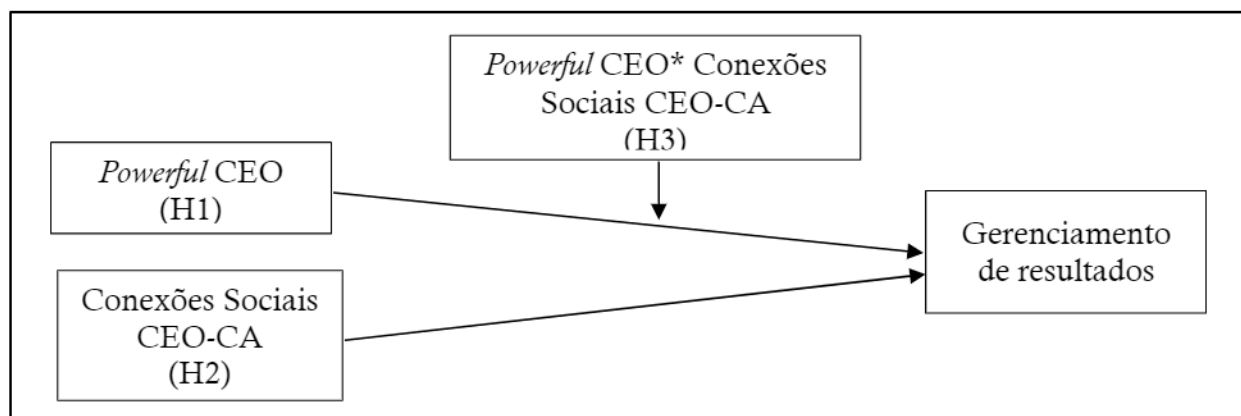 Powerful CEO* Conexões
Sociais CEO-CA
(H3)
Powerful CEO
(H1)
Conexões Sociais
CEO-CA
(H2)
Gerenciamento
de resultados